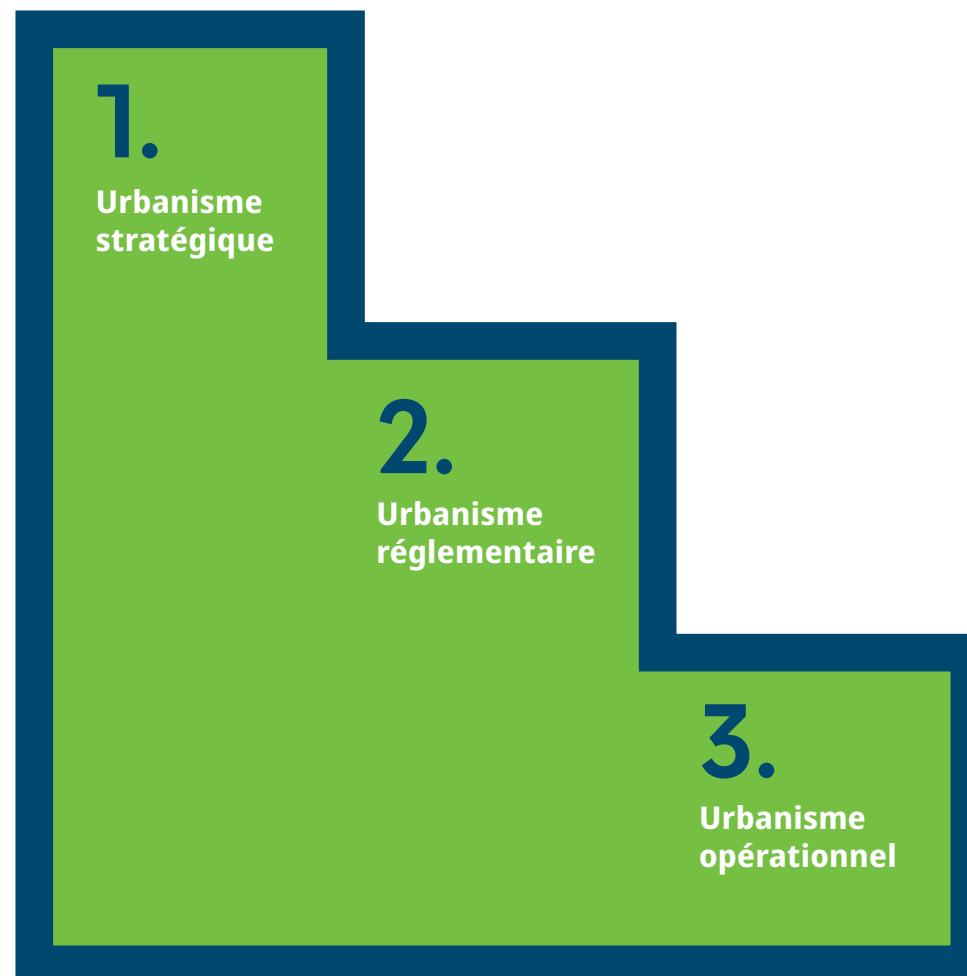 1.
Urbanisme
stratégique
2.
Urbanisme
réglementaire
3.
Urbanisme
opérationnel